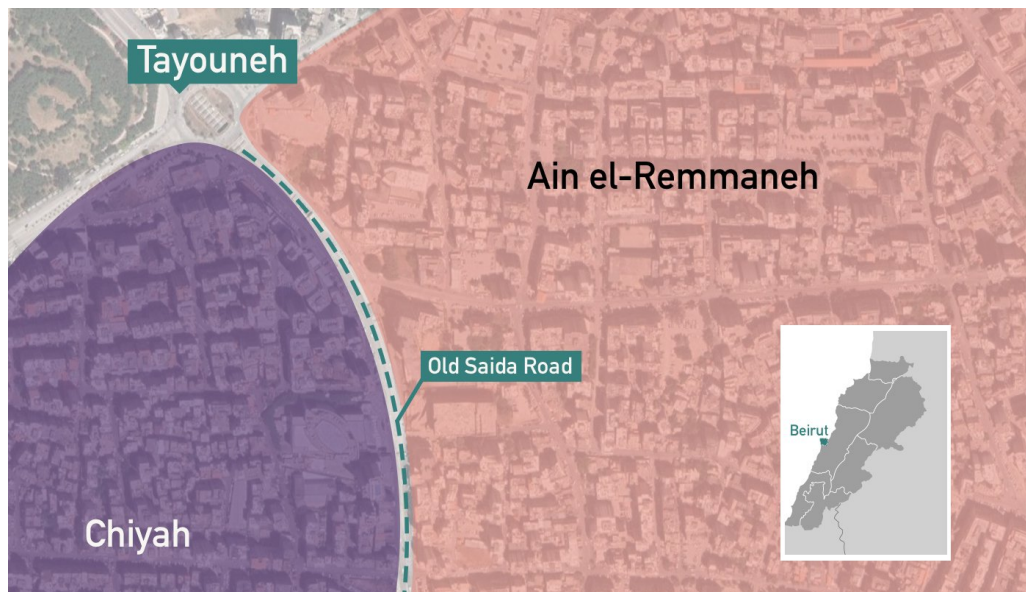 Tayouneh
Ain el-Remmaneh
Old Saida Road
Beirut
Chiyah